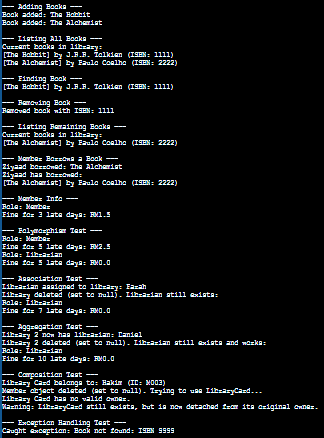 --- Adding Books ---
Book added: The Hobbit
Book added: The Alchemist
--- Listing All Books ---
Current books in library:
[The Hobbit] by J.R.R. Tolkien (ISBN: 1111)
[The Alchemist] by Paulo Coelho (ISBN: 2222)
--- Finding Book ---
[The Hobbit] by J.R.R. Tolkien (ISBN: 1111)
--- Removing Book ---
Removed book with ISBN: 1111
--- Listing Remaining Books ---
Current books in library:
[The Alchemist] by Paulo Coelho (ISBN: 2222)
--- Member Borrows a Book ---
Ziyaad borrowed: The Alchemist
Ziyaad has borrowed:
[The Alchemist] by Paulo Coelho (ISBN: 2222)
--- Member Info ---
Role: Member
Fine for 3 late days: RM1.5
--- Polymorphism Test ---
Role: Member
Fine for 5 late days: RM2.5
Role: Librarian
Fine for 5 late days: RM0.0
--- Association Test ---
Librarian assigned to library: Farah
Library deleted (set to null). Librarian still exists:
Role: Librarian
Fine for 7 late days: RM0.0
--- Aggregation Test ---
Library 2 now has librarian: Daniel
Library 2 deleted (set to null). Librarian still exists and works:
Role: Librarian
Fine for 10 late days: RM0.0
--- Composition Test ---
Library Card belongs to: Hakim (IC: M003)
Member object deleted (set to null). Trying to use LibraryCard...
Library Card has no valid owner.
Warning: LibraryCard still exists, but is now detached from its original owner.
--- Exception Handling Test ---
Caught exception: Book not found: ISBN 9999